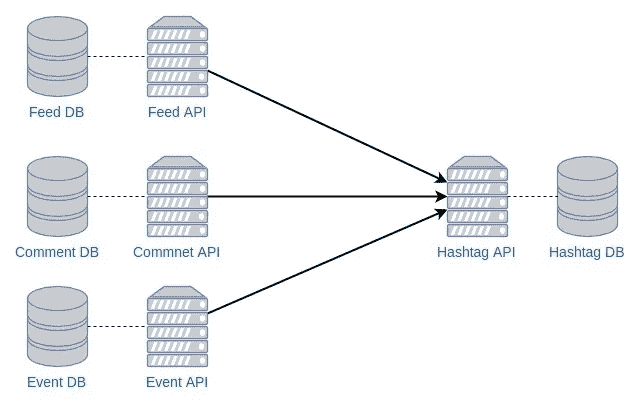 Feed DB
Feed API
Comment DB
Commnet API
Hashtag API
Hashtag DB
Event DB
Event API